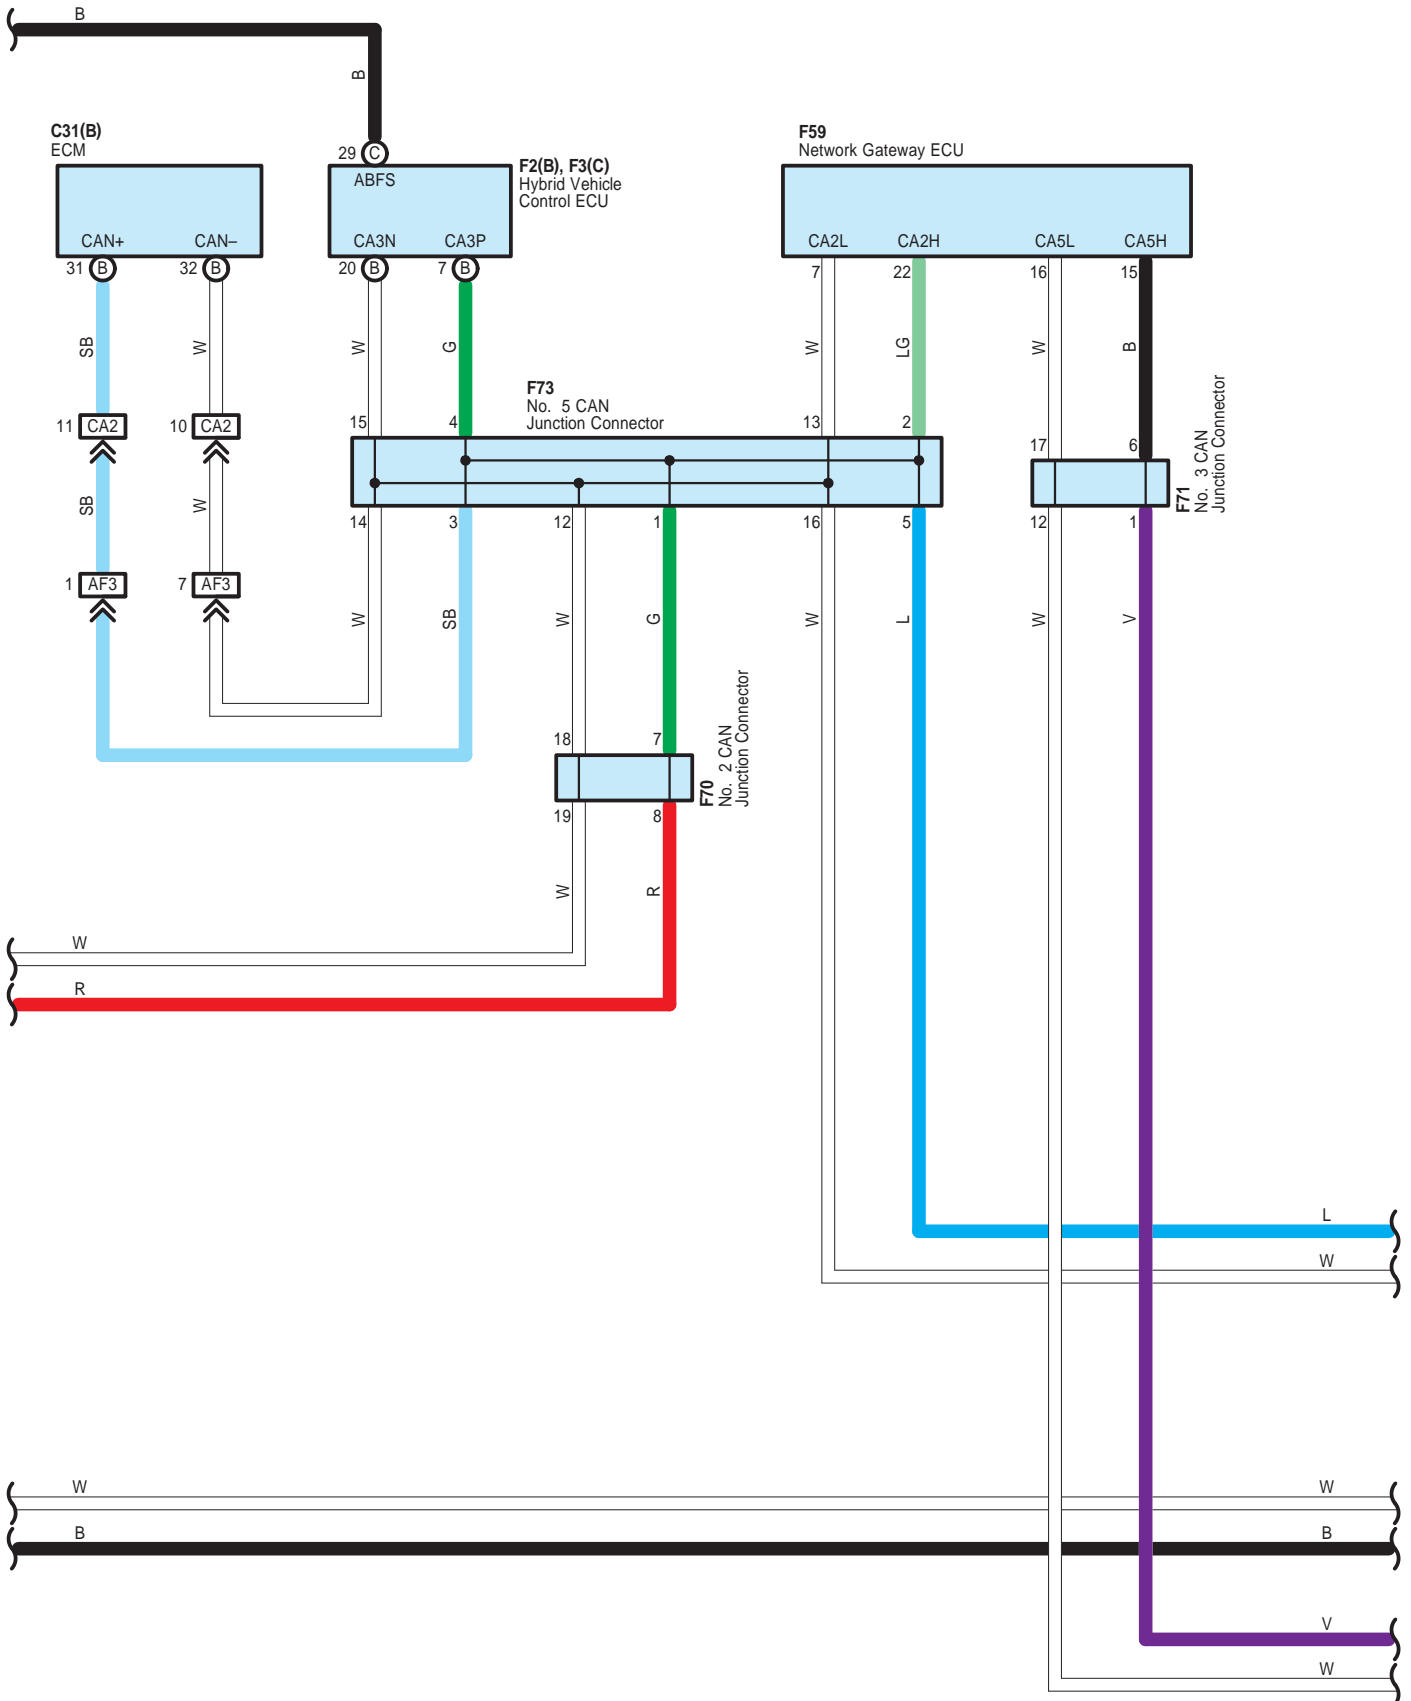 B
B
C31(B)
ECM
29 C
ABFS
F2(B), F3(C)
Hybrid Vehicle
Control ECU
F59
Network Gateway ECU
CAN+ CAN–
CA3N CA3P
CA2L CA2H CA5L CA5H
31 B 32 B 20 B 7 B
7 22 16 15
SB W W G W LG W B
F73
No. 5 CAN
Junction Connector
11 CA2 10 CA2
15 4 13 2
17 6
F71
No. 3 CAN
Junction Connector
SB W
14 3 12 1 16 5 12 1
1 AF3 7 AF3
W SB W G W L W V
18 7
F70
No. 2 CAN
Junction Connector
19 8
W R
W
R
L
W
W W
B B
V
W